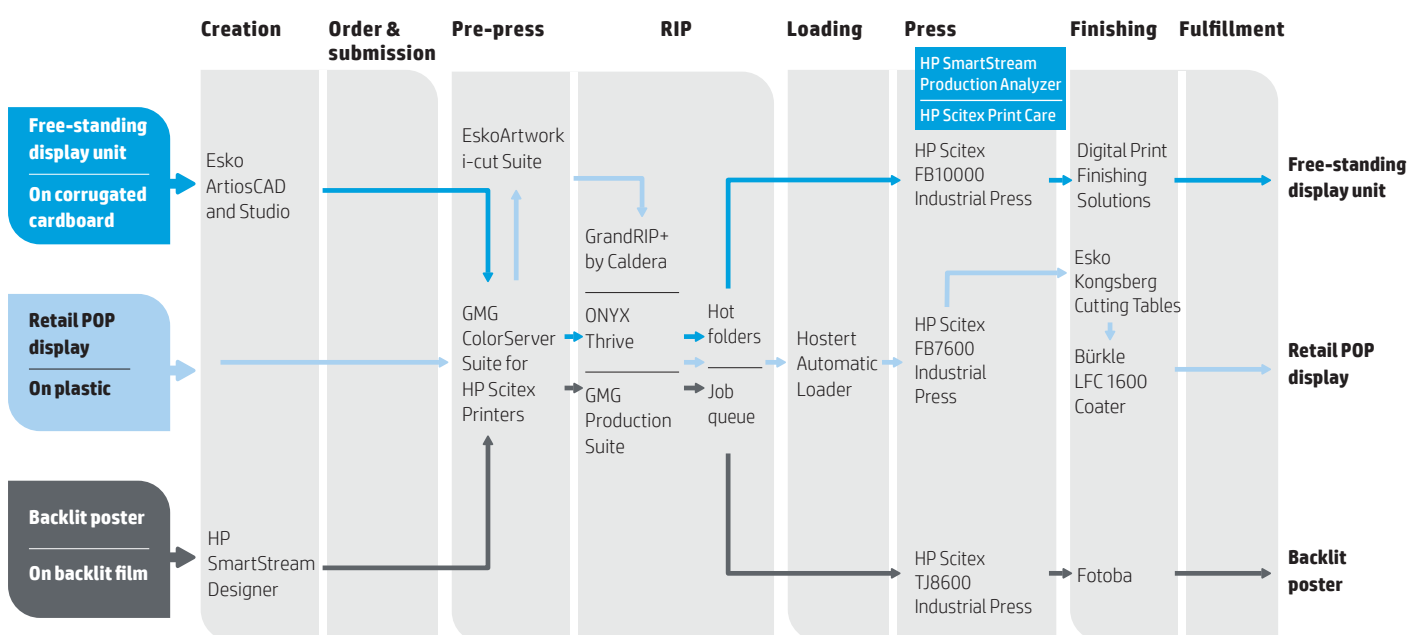 Creation
Order &
submission
Pre-press
RIP
Loading
Press
Finishing
Fulfillment
HP SmartStream
Production Analyzer
HP Scitex Print Care
Free-standing
display unit
On corrugated
cardboard
Esko
ArtiosCAD
and Studio
EskoArtwork
i-cut Suite
GrandRIP+
by Caldera
HP Scitex
FB10000
Industrial Press
Digital Print
Finishing
Solutions
Free-standing
display unit
Retail POP
display
On plastic
GMG
ColorServer
Suite for
HP Scitex
Printers
ONYX
Thrive
GMG
Production
Suite
Hot
folders
Job
queue
Hostert
Automatic
Loader
HP Scitex
FB7600
Industrial
Press
Esko
Kongsberg
Cutting Tables
Bürkle
LFC 1600
Coater
Retail POP
display
Backlit poster
On backlit film
HP
SmartStream
Designer
HP Scitex
TJ8600
Industrial Press
Fotoba
Backlit
poster